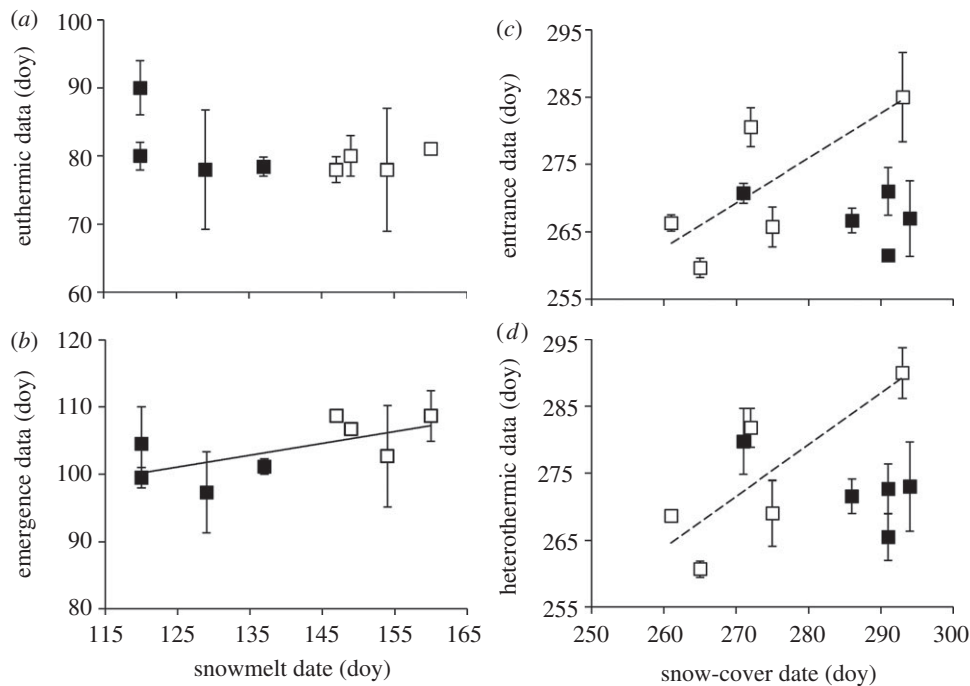 (a)
100
90
80
70
60
euthermic data (doy)
(b)
120
110
100
90
80
emergence data (doy)
115 125 135 145 155 165
snowmelt date (doy)
(c)
295
285
275
265
255
entrance data (doy)
(d)
295
285
275
265
255
heterothermic data (doy)
250 260 270 280 290 300
snow-cover date (doy)